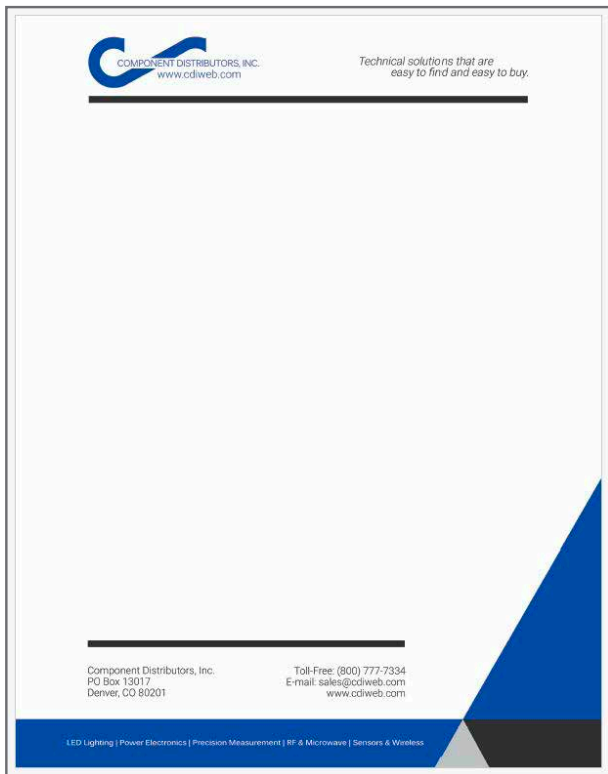 COMPONENT DISTRIBUTORS, INC.
www.cdiweb.com
Technical solutions that are
easy to find and easy to buy.
Component Distributors, Inc.
PO Box 13017
Denver, CO 80201
Toll-Free: (800) 777-7334
E-mail: sales@cdiweb.com
www.cdiweb.com
LED Lighting | Power Electronics | Precision Measurement | RF & Microwave | Sensors & Wireless